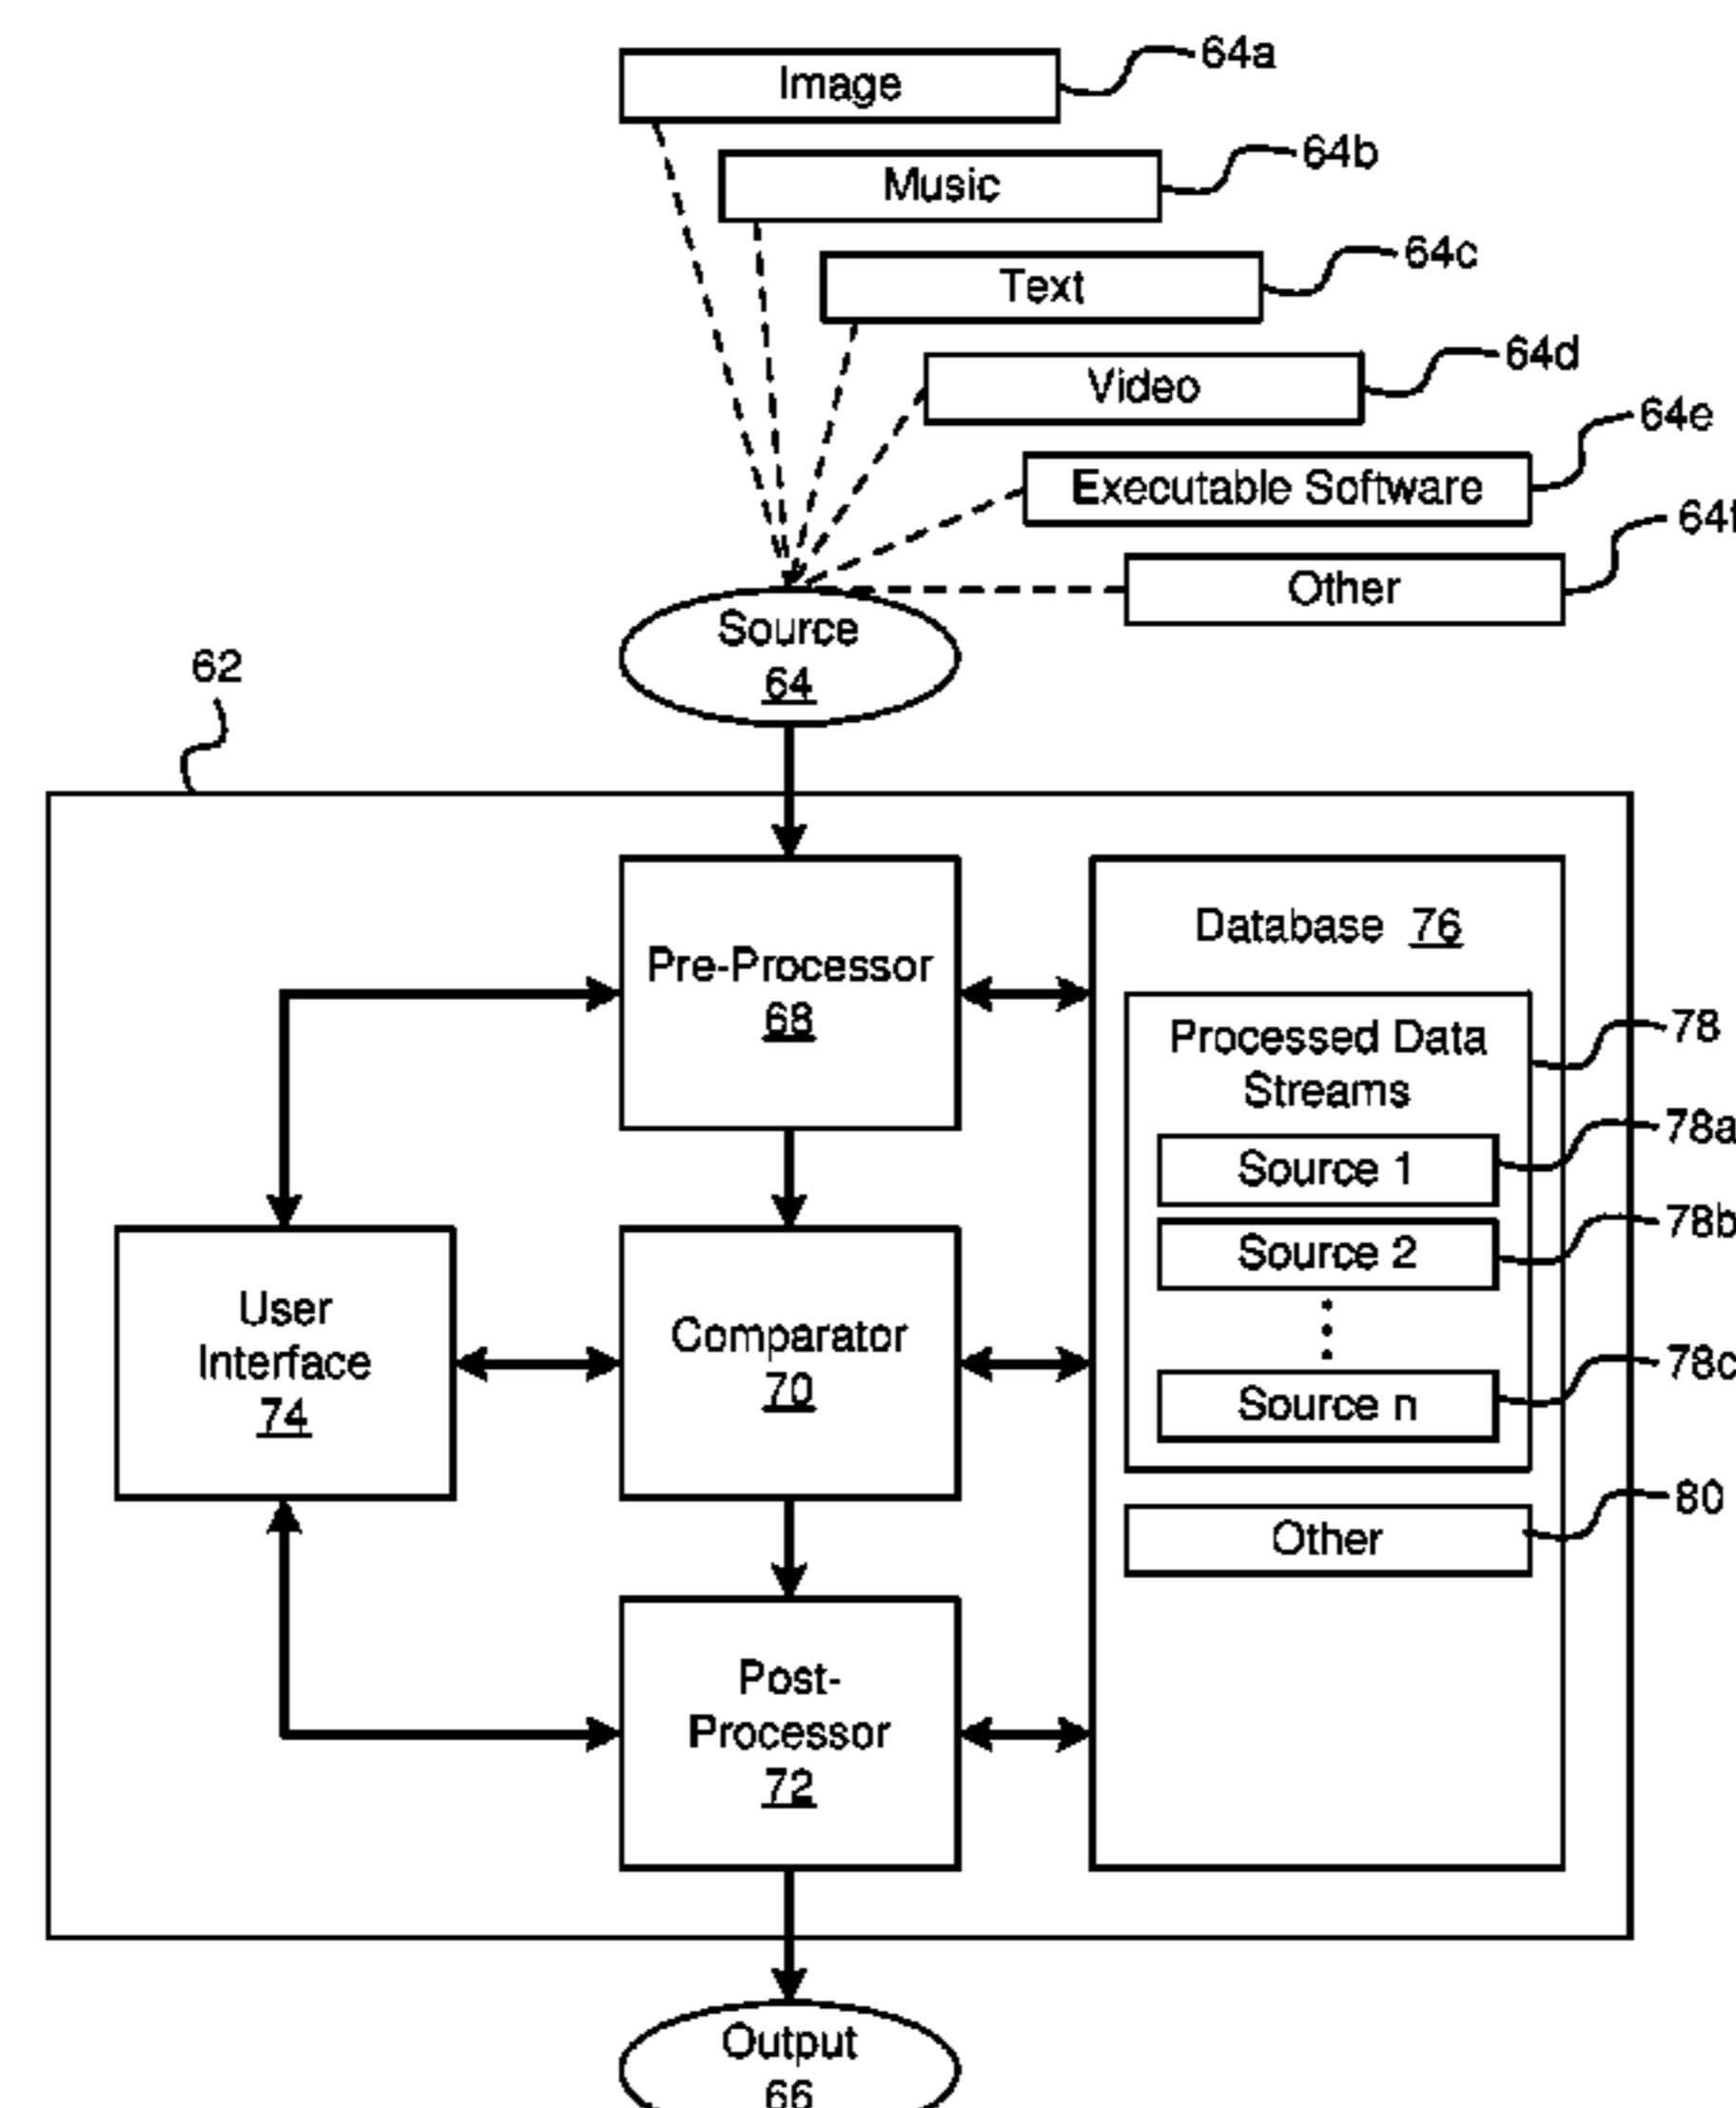 Image
64a
Music
64b
Text
64c
Video
64d
Executable Software
64e
Other
64f
Source
64
62
Pre-Processor
68
Database 76
Processed Data
Streams
78
Source 1
78a
Source 2
78b
Source n
78c
Other
80
User
Interface
74
Comparator
70
Post-
Processor
72
Output
66